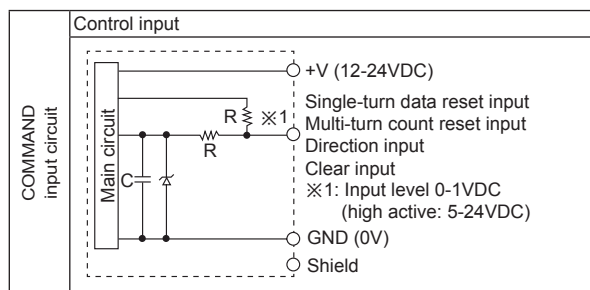 Control input
COMMAND
input circuit
Main circuit
+V (12-24VDC)
R
※1
Single-turn data reset input
Multi-turn count reset input
Direction input
R
Clear input
C
※1: Input level 0-1VDC
(high active: 5-24VDC)
GND (0V)
Shield